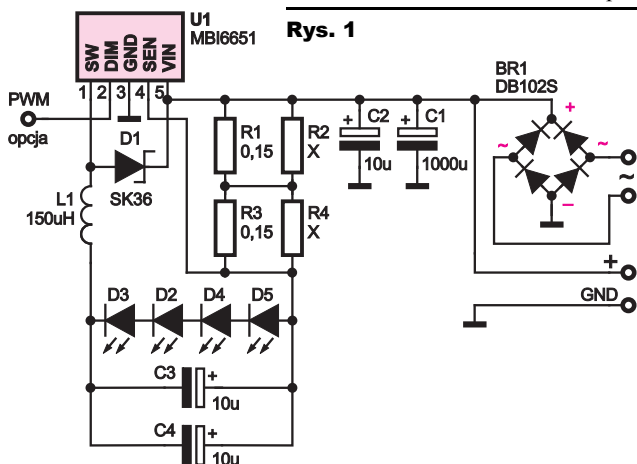 U1
MBI6651
Rys. 1
SW
DIM
GND
SEN
VIN
1 2 3 4 5
PWM
opcja
D1
SK36
L1
150uH
R1
0,15
R2
X
R3
0,15
R4
X
C2
+
10u
C1
+
1000u
BR1
DB102S
+
~
~
−
~
+
GND
D3
D2
D4
D5
C3
+
10u
C4
+
10u